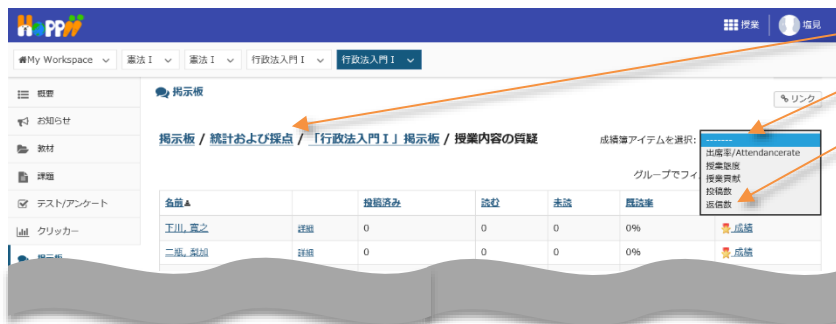 Hoppii
授業 塩見
My Workspace 憲法Ⅰ 憲法Ⅰ 行政法入門Ⅰ 行政法入門Ⅰ
概要
お知らせ
教材
課題
テスト/アンケート
クリッカー
掲示板
掲示板
リンク
掲示板 / 統計および採点 / 「行政法入門Ⅰ」掲示板 / 授業内容の質疑
成績簿アイテムを選択:
-------
出席率/Attendancerate
授業態度
授業貢献
投稿数
返信数
グループでフィ
名前▲ 投稿済み 読む 未読 既読率
下川, 寛之 詳細 0 0 0 0% 成績
二瓶, 梨加 詳細 0 0 0 0% 成績